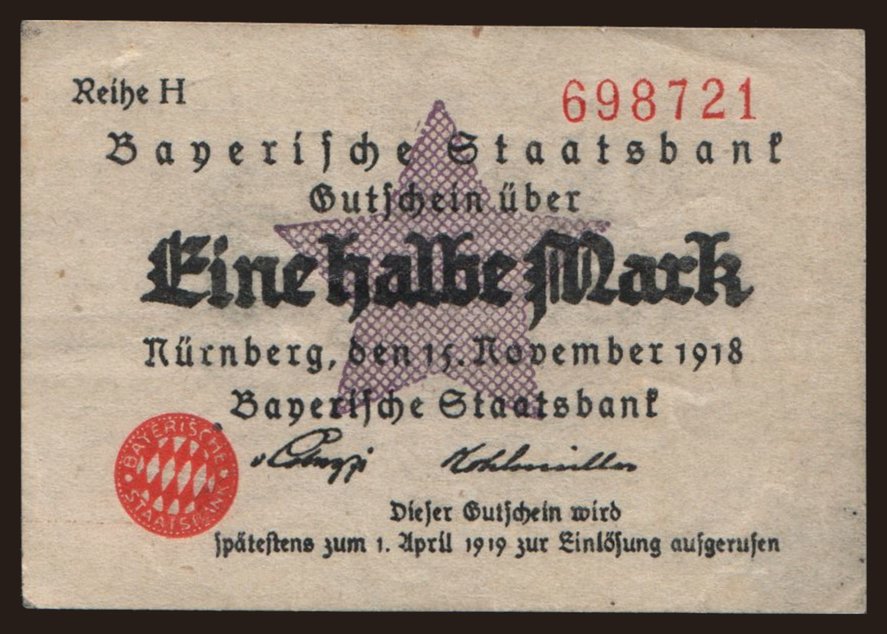 Reihe H
698721
Bayerische Staatsbank
Gutschein über
Eine halbe Mark
Nürnberg, den 15. November 1918
Bayerische Staatsbank
BAYERISCHE STAATSBANK
Dieser Gutschein wird
spätestens zum 1. April 1919 zur Einlösung aufgerufen